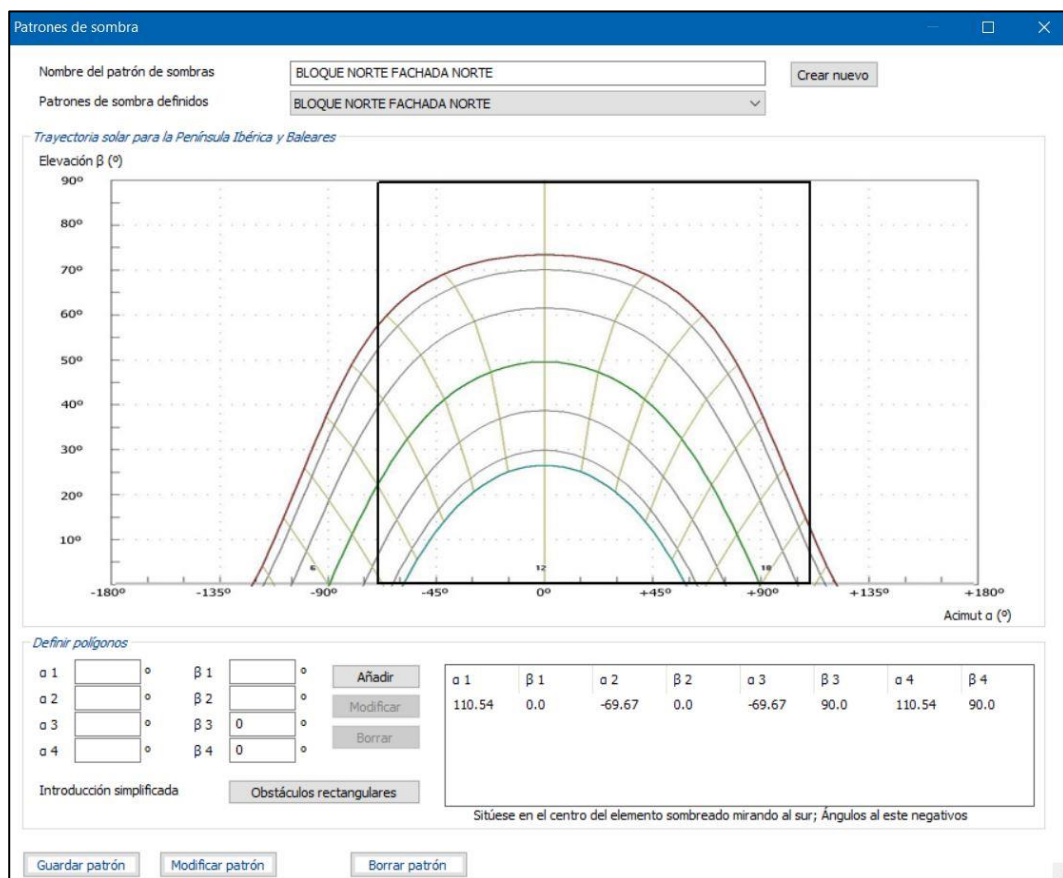 Patrones de sombra
Nombre del patrón de sombras BLOQUE NORTE FACHADA NORTE Crear nuevo
Patrones de sombra definidos BLOQUE NORTE FACHADA NORTE
Trayectoria solar para la Península Ibérica y Baleares
Elevación β (º)
90º
80º
70º
60º
50º
40º
30º
20º
10º
6 12 18
-180º -135º -90º -45º 0º +45º +90º +135º +180º
Acimut α (º)
Definir polígonos
α 1 º β 1 º Añadir
α 2 º β 2 º Modificar
α 3 º β 3 0 º Borrar
α 4 º β 4 0 º
α 1 β 1 α 2 β 2 α 3 β 3 α 4 β 4
110.54 0.0 -69.67 0.0 -69.67 90.0 110.54 90.0
Introducción simplificada Obstáculos rectangulares
Sitúese en el centro del elemento sombreado mirando al sur; Ángulos al este negativos
Guardar patrón Modificar patrón Borrar patrón